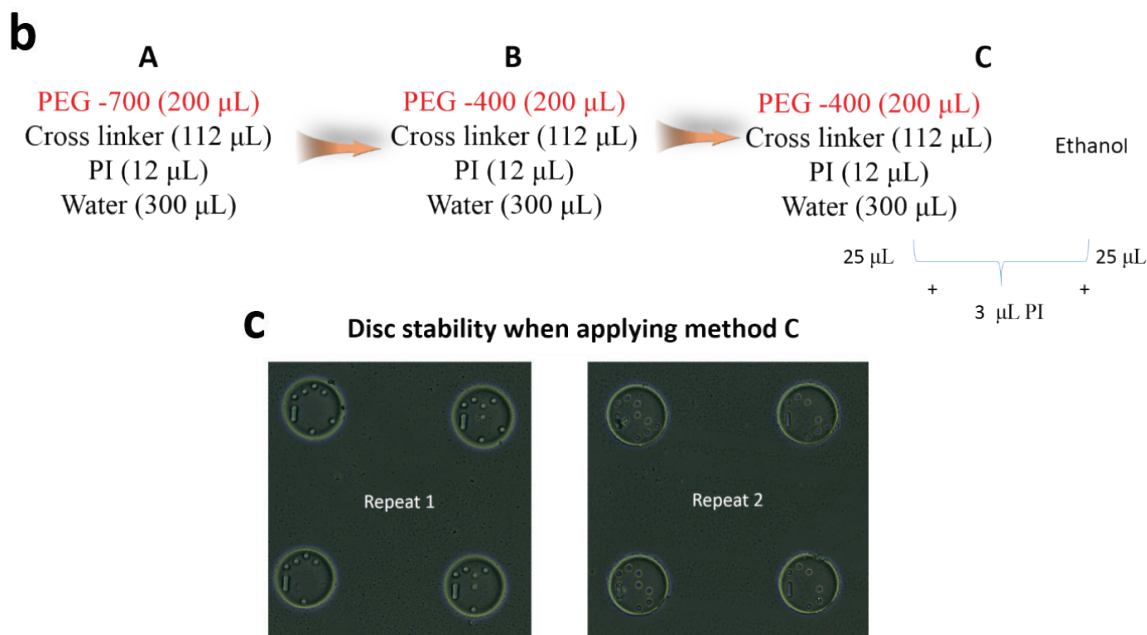 b
A
PEG -700 (200 μL)
Cross linker (112 μL)
PI (12 μL)
Water (300 μL)
B
PEG -400 (200 μL)
Cross linker (112 μL)
PI (12 μL)
Water (300 μL)
C
PEG -400 (200 μL)
Cross linker (112 μL)
PI (12 μL)
Water (300 μL)
Ethanol
25 μL
25 μL
+
+
3 μL PI
c
Disc stability when applying method C
Repeat 1
Repeat 2